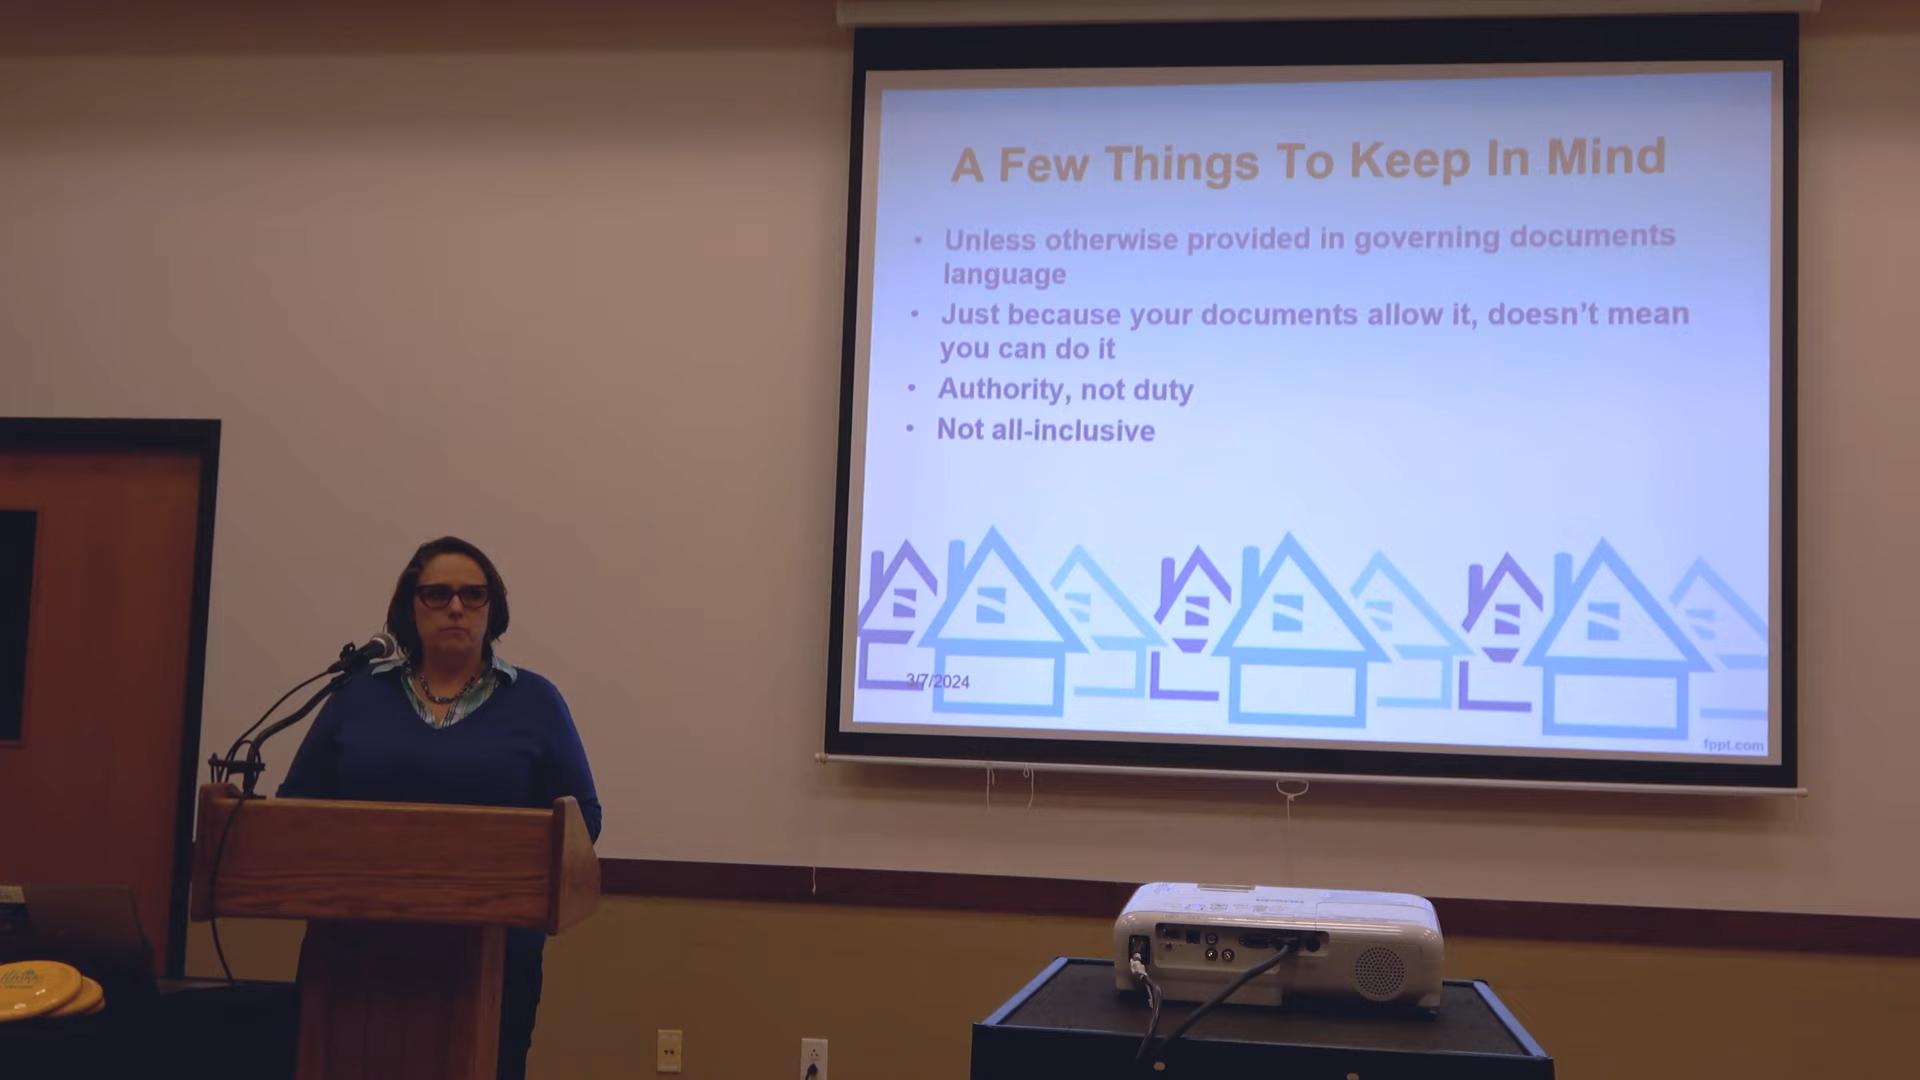 A Few Things To Keep In Mind
• Unless otherwise provided in governing documents
language
• Just because your documents allow it, doesn't mean
you can do it
• Authority, not duty
• Not all-inclusive
3/7/2024
fppt.com